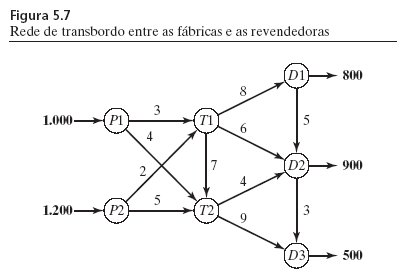 Figura 5.7
Rede de transbordo entre as fábricas e as revendedoras
D1 800
8
1.000 P1 3 T1 5
4 6
7 D2 900
2 4
1.200 P2 5 T2 3
9
D3 500